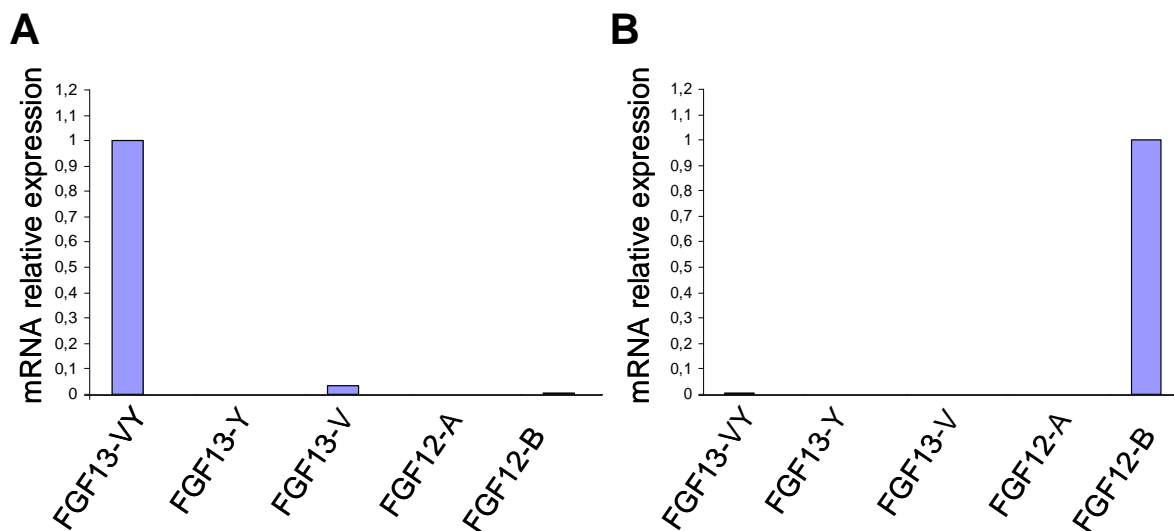 A
mRNA relative expression
1,2
1,1
1
0,9
0,8
0,7
0,6
0,5
0,4
0,3
0,2
0,1
0
FGF13-VY
FGF13-Y
FGF13-V
FGF12-A
FGF12-B
B
mRNA relative expression
1,2
1,1
1
0,9
0,8
0,7
0,6
0,5
0,4
0,3
0,2
0,1
0
FGF13-VY
FGF13-Y
FGF13-V
FGF12-A
FGF12-B